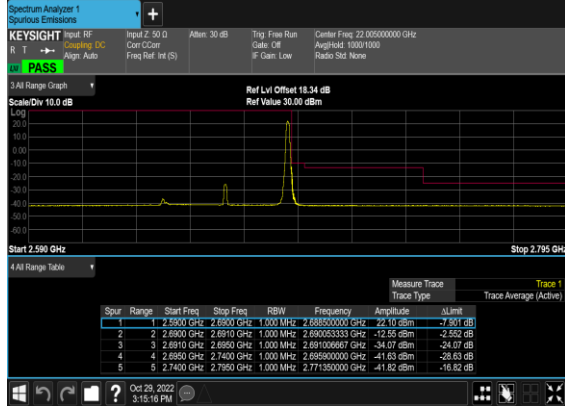 Spectrum Analyzer 1
Spurious Emissions
+
KEYSIGHT Input: RF Input Z: 50 Ω Atten: 30 dB Trig: Free Run Center Freq: 22.005000000 GHz
R T Coupling: DC Corr CCorr Gate: Off Avg|Hold: 1000/1000
Align: Auto Freq Ref: Int (S) IF Gain: Low Radio Std: None
PASS
3 All Range Graph Ref Lvl Offset 18.34 dB
Scale/Div 10.0 dB Ref Value 30.00 dBm
Log
20.0
10.0
0.00
-10.0
-20.0
-30.0
-40.0
-50.0
-60.0
Start 2.590 GHz Stop 2.795 GHz
4 All Range Table
Measure Trace Trace 1
Trace Type Trace Average (Active)
Spur Range Start Freq Stop Freq RBW Frequency Amplitude ΔLimit
1 1 2.5900 GHz 2.6900 GHz 1.000 MHz 2.688500000 GHz 22.10 dBm -7.901 dB
2 2 2.6900 GHz 2.6910 GHz 1.000 MHz 2.690053333 GHz -12.55 dBm -2.552 dB
3 3 2.6910 GHz 2.6950 GHz 1.000 MHz 2.691006667 GHz -34.07 dBm -24.07 dB
4 4 2.6950 GHz 2.7400 GHz 1.000 MHz 2.695900000 GHz -41.63 dBm -28.63 dB
5 5 2.7400 GHz 2.7950 GHz 1.000 MHz 2.771350000 GHz -41.82 dBm -16.82 dB
? Oct 29, 2022
3:15:16 PM